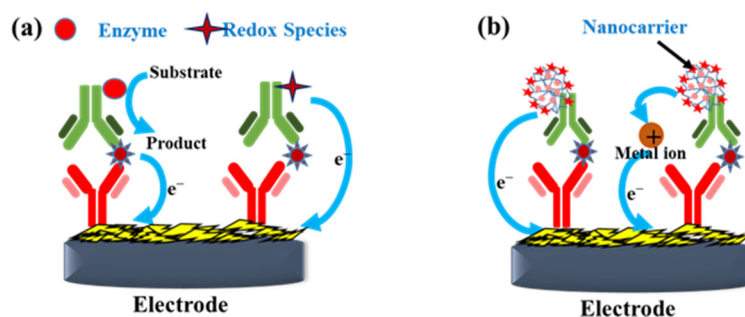 (a) Enzyme Redox Species
Substrate
Product
e⁻
e⁻
Electrode
(b)
Nanocarrier
+
Metal ion
e⁻
e⁻
Electrode